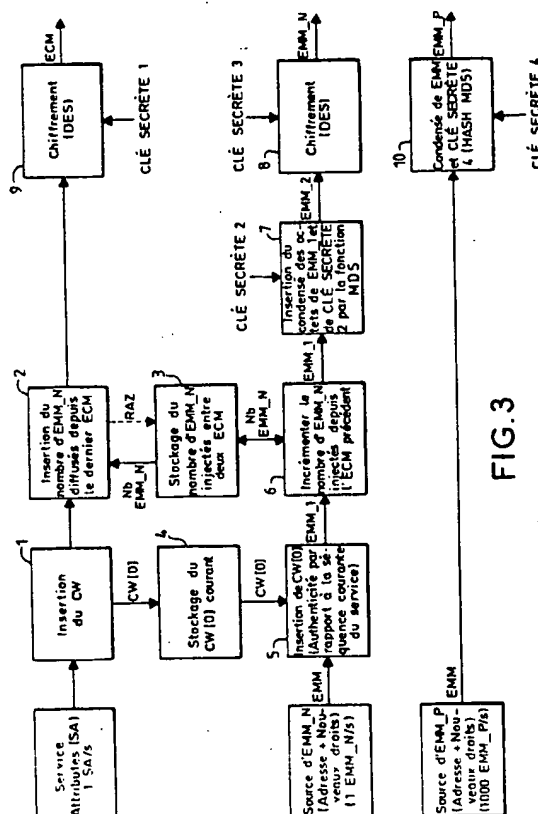 Service
Attributes (SA)
1 SA/s
1
Insertion
du CW
2
Insertion du
nombre d'EMM_N
diffusés depuis
le dernier ECM
9
Chiffrement
(DES)
ECM
CLÉ SECRÈTE 1
CW[0]
4
Stockage du
CW[0] courant
CW[0]
Nb
EMM_N
RAZ
3
Stockage du
nombre d'EMM_N
injectés entre
deux ECM
Nb
EMM_N
Source d'EMM_N
(Adresse + Nou-
veaux droits)
(1 EMM_N/s)
EMM
5
Insertion de CW[0]
(Authenticité par
rapport à la sé-
quence courante
du service)
EMM_1
6
Incrémenter le
nombre d'EMM_N
injectés depuis
l'ECM précédent
EMM_1
7
Insertion du
condensé des oc-
tets de EMM_1 et
de CLÉ SECRÈTE
2 par la fonction
MD5
CLÉ SECRÈTE 2
EMM_2
8
Chiffrement
(DES)
CLÉ SECRÈTE 3
EMM_N
Source d'EMM_P
(Adresse + Nou-
veaux droits)
(1000 EMM_P/s)
EMM
10
Condensé de EMM
et CLÉ SECRÈTE
4 (HASH MD5)
EMM_P
CLÉ SECRÈTE 4
FIG.3